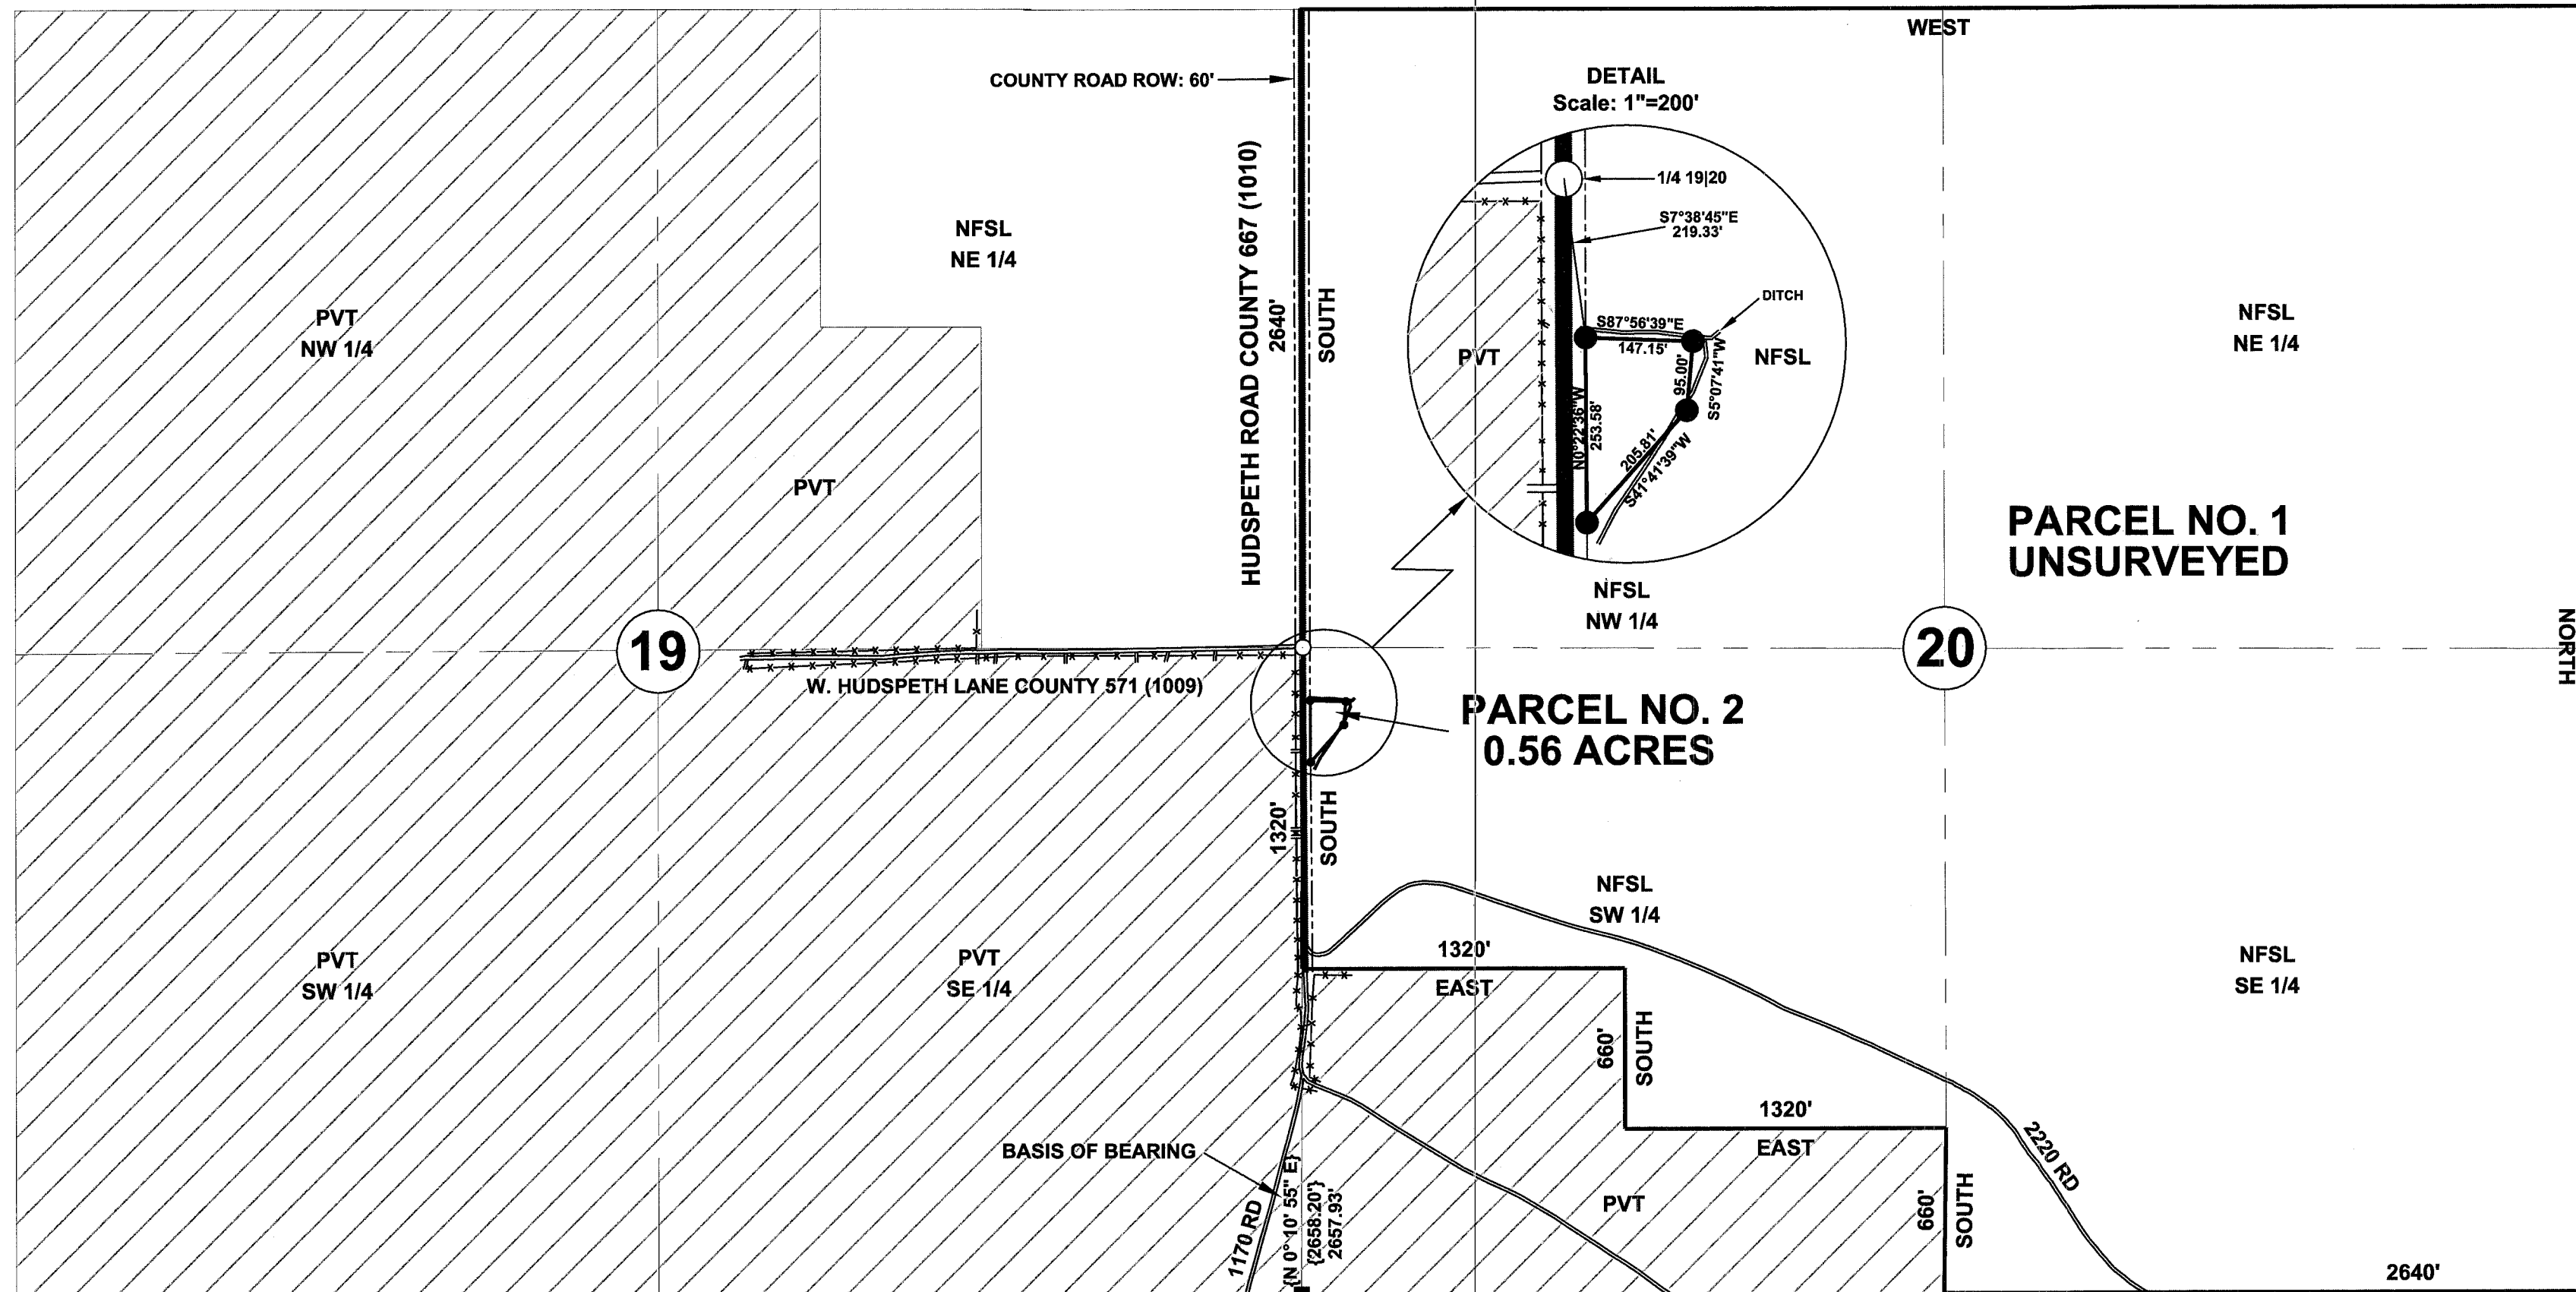 WEST
COUNTY ROAD ROW: 60'
DETAIL
Scale: 1"=200'
1/4 19|20
S7°38'45"E
219.33'
DITCH
S87°56'39"E
147.15'
PVT
NFSL
95.00'
S5°07'41"W
N0°22'36"W
253.58'
205.81'
S41°41'39"W
HUDSPETH ROAD COUNTY 667 (1010)
2640'
SOUTH
NFSL
NE 1/4
PVT
NW 1/4
PVT
NFSL
NE 1/4
PARCEL NO. 1
UNSURVEYED
NFSL
NW 1/4
19
20
NORTH
W. HUDSPETH LANE COUNTY 571 (1009)
PARCEL NO. 2
0.56 ACRES
1320'
SOUTH
NFSL
SW 1/4
PVT
SW 1/4
PVT
SE 1/4
1320'
EAST
NFSL
SE 1/4
660'
SOUTH
1320'
EAST
2220 RD
BASIS OF BEARING
1170 RD
{N 0° 10' 55" E}
{2658.20'}
2657.93'
PVT
660'
SOUTH
2640'